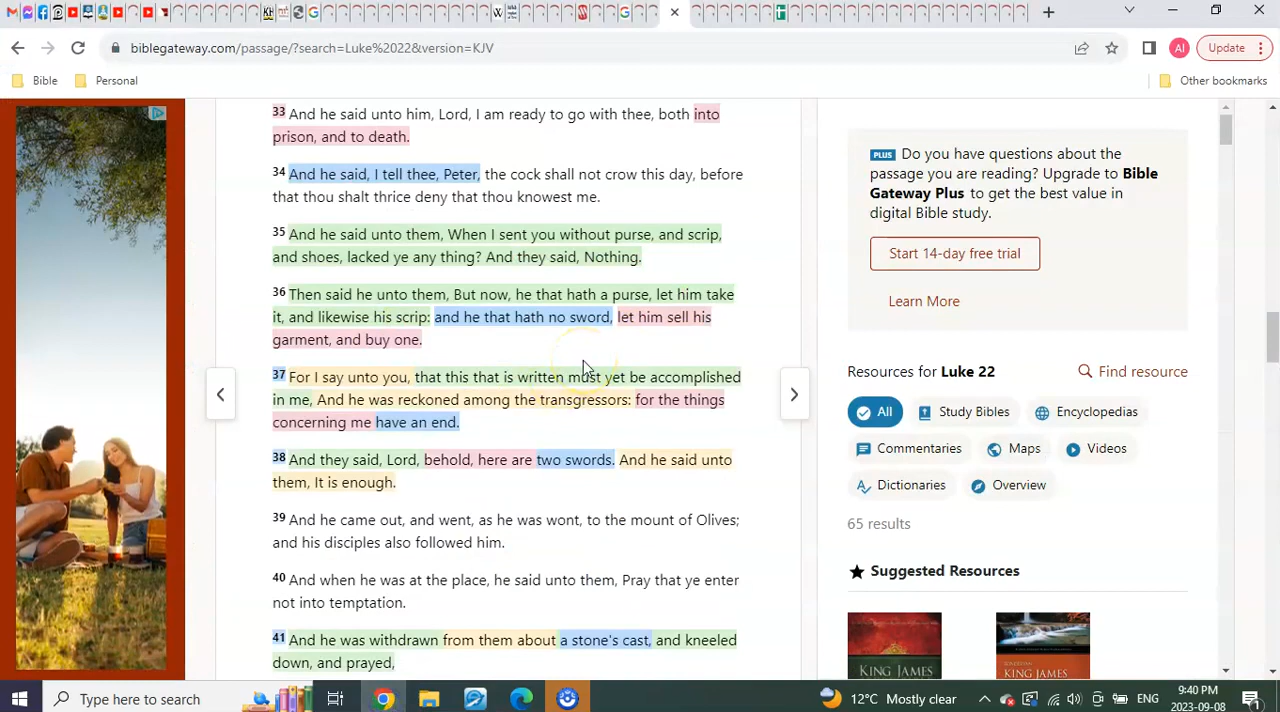 biblegateway.com/passage/?search=Luke%2022&version=KJV
AI
Update
Bible
Personal
Other bookmarks
33 And he said unto him, Lord, I am ready to go with thee, both into
prison, and to death.
34 And he said, I tell thee, Peter, the cock shall not crow this day, before
that thou shalt thrice deny that thou knowest me.
35 And he said unto them, When I sent you without purse, and scrip,
and shoes, lacked ye any thing? And they said, Nothing.
36 Then said he unto them, But now, he that hath a purse, let him take
it, and likewise his scrip: and he that hath no sword, let him sell his
garment, and buy one.
37 For I say unto you, that this that is written must yet be accomplished
in me, And he was reckoned among the transgressors: for the things
concerning me have an end.
38 And they said, Lord, behold, here are two swords. And he said unto
them, It is enough.
39 And he came out, and went, as he was wont, to the mount of Olives;
and his disciples also followed him.
40 And when he was at the place, he said unto them, Pray that ye enter
not into temptation.
41 And he was withdrawn from them about a stone's cast, and kneeled
down, and prayed,
PLUS Do you have questions about the
passage you are reading? Upgrade to Bible
Gateway Plus to get the best value in
digital Bible study.
Start 14-day free trial
Learn More
Resources for Luke 22
Find resource
All
Study Bibles
Encyclopedias
Commentaries
Maps
Videos
Dictionaries
Overview
65 results
Suggested Resources
KING JAMES
KING JAMES
Type here to search
12°C Mostly clear
ENG
9:40 PM
2023-09-08
1